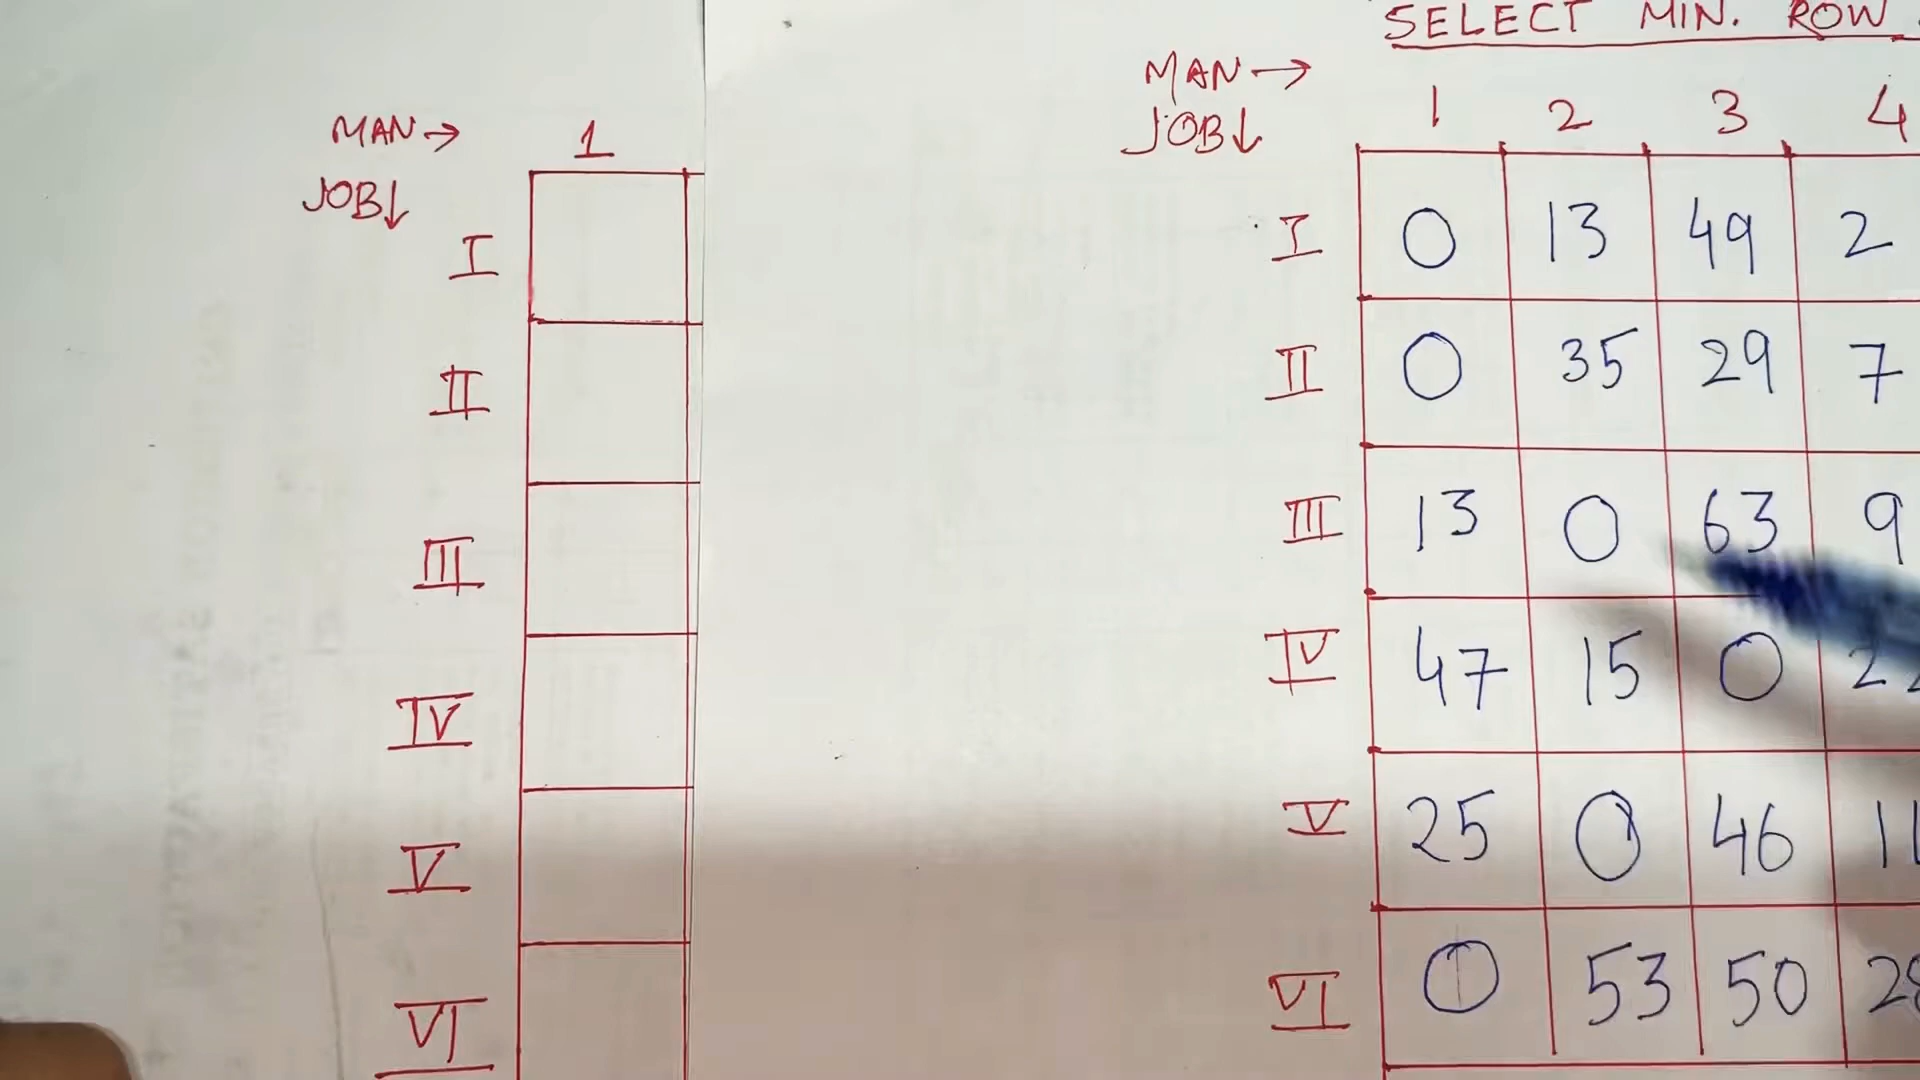 MAN→
JOB↓
1
I
II
III
IV
V
VI
SELECT MIN. ROW
MAN→
JOB↓
1 2 3 4
I 0 13 49 2
II 0 35 29 7
III 13 0 63 9
IV 47 15 0
V 25 0 46
VI 0 53 50